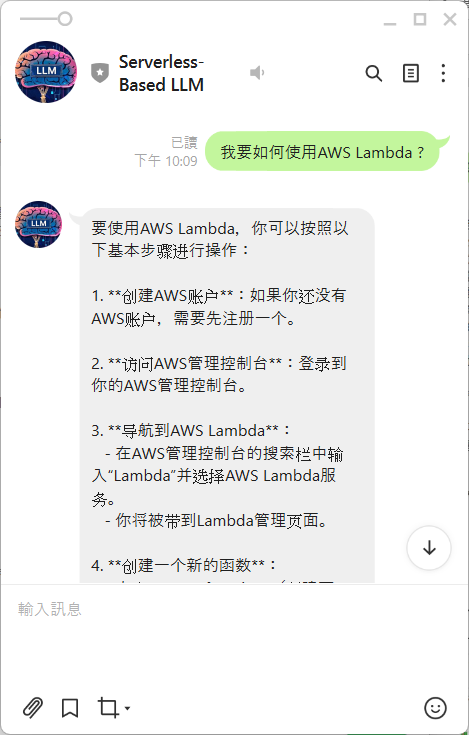 LLM
Serverless-
Based LLM
已讀
下午 10:09
我要如何使用AWS Lambda？
LLM
要使用AWS Lambda，你可以按照以
下基本步骤进行操作：
1. **创建AWS账户**：如果你还没有
AWS账户，需要先注册一个。
2. **访问AWS管理控制台**：登录到
你的AWS管理控制台。
3. **导航到AWS Lambda**：
- 在AWS管理控制台的搜索栏中输
入“Lambda”并选择AWS Lambda服
务。
- 你将被带到Lambda管理页面。
4. **创建一个新的函数**：
輸入訊息